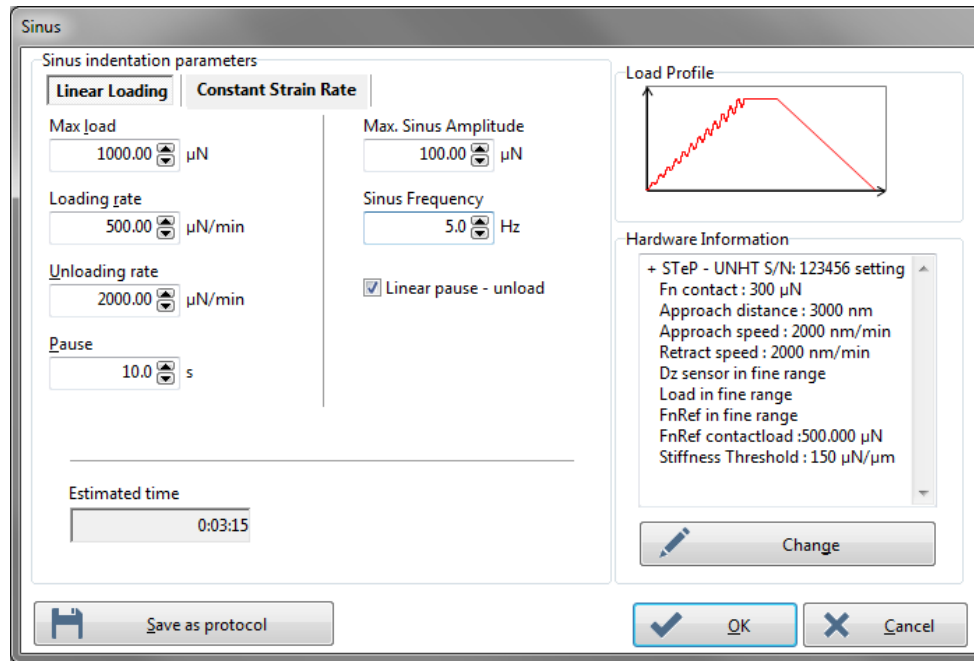 Sinus
Sinus indentation parameters
Linear Loading
Constant Strain Rate
Max load
1000.00 µN
Loading rate
500.00 µN/min
Unloading rate
2000.00 µN/min
Pause
10.0 s
Max. Sinus Amplitude
100.00 µN
Sinus Frequency
5.0 Hz
Linear pause - unload
Estimated time
0:03:15
Load Profile
Hardware Information
+ STeP - UNHT S/N: 123456 setting
Fn contact : 300 µN
Approach distance : 3000 nm
Approach speed : 2000 nm/min
Retract speed : 2000 nm/min
Dz sensor in fine range
Load in fine range
FnRef in fine range
FnRef contactload :500.000 µN
Stiffness Threshold : 150 µN/µm
Change
Save as protocol
OK
Cancel